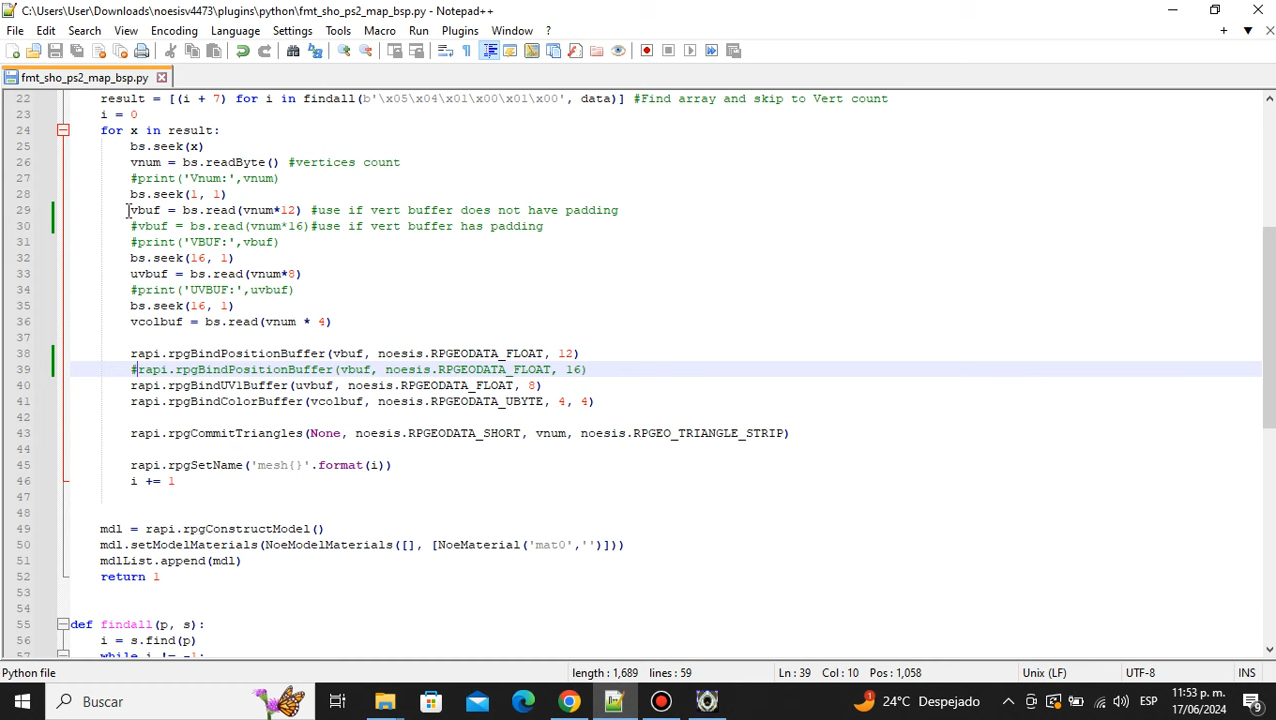 C:\Users\User\Downloads\noesisv4473\plugins\python\fmt_sho_ps2_map_bsp.py - Notepad++
File Edit Search View Encoding Language Settings Tools Macro Run Plugins Window ?
fmt_sho_ps2_map_bsp.py
22 result = [(i + 7) for i in findall(b'\x05\x04\x01\x00\x01\x00', data)] #Find array and skip to Vert count
23 i = 0
24 for x in result:
25 bs.seek(x)
26 vnum = bs.readByte() #vertices count
27 #print('Vnum:',vnum)
28 bs.seek(1, 1)
29 vbuf = bs.read(vnum*12) #use if vert buffer does not have padding
30 #vbuf = bs.read(vnum*16)#use if vert buffer has padding
31 #print('VBUF:',vbuf)
32 bs.seek(16, 1)
33 uvbuf = bs.read(vnum*8)
34 #print('UVBUF:',uvbuf)
35 bs.seek(16, 1)
36 vcolbuf = bs.read(vnum * 4)
37
38 rapi.rpgBindPositionBuffer(vbuf, noesis.RPGEODATA_FLOAT, 12)
39 #rapi.rpgBindPositionBuffer(vbuf, noesis.RPGEODATA_FLOAT, 16)
40 rapi.rpgBindUV1Buffer(uvbuf, noesis.RPGEODATA_FLOAT, 8)
41 rapi.rpgBindColorBuffer(vcolbuf, noesis.RPGEODATA_UBYTE, 4, 4)
42
43 rapi.rpgCommitTriangles(None, noesis.RPGEODATA_SHORT, vnum, noesis.RPGEO_TRIANGLE_STRIP)
44
45 rapi.rpgSetName('mesh{}'.format(i))
46 i += 1
47
48
49 mdl = rapi.rpgConstructModel()
50 mdl.setModelMaterials(NoeModelMaterials([], [NoeMaterial('mat0','')]))
51 mdlList.append(mdl)
52 return 1
53
54
55 def findall(p, s):
56 i = s.find(p)
57 while i != -1:
Python file length : 1,689 lines : 59 Ln : 39 Col : 10 Pos : 1,058 Unix (LF) UTF-8 INS
Buscar 24°C Despejado ESP 11:53 p. m.
17/06/2024